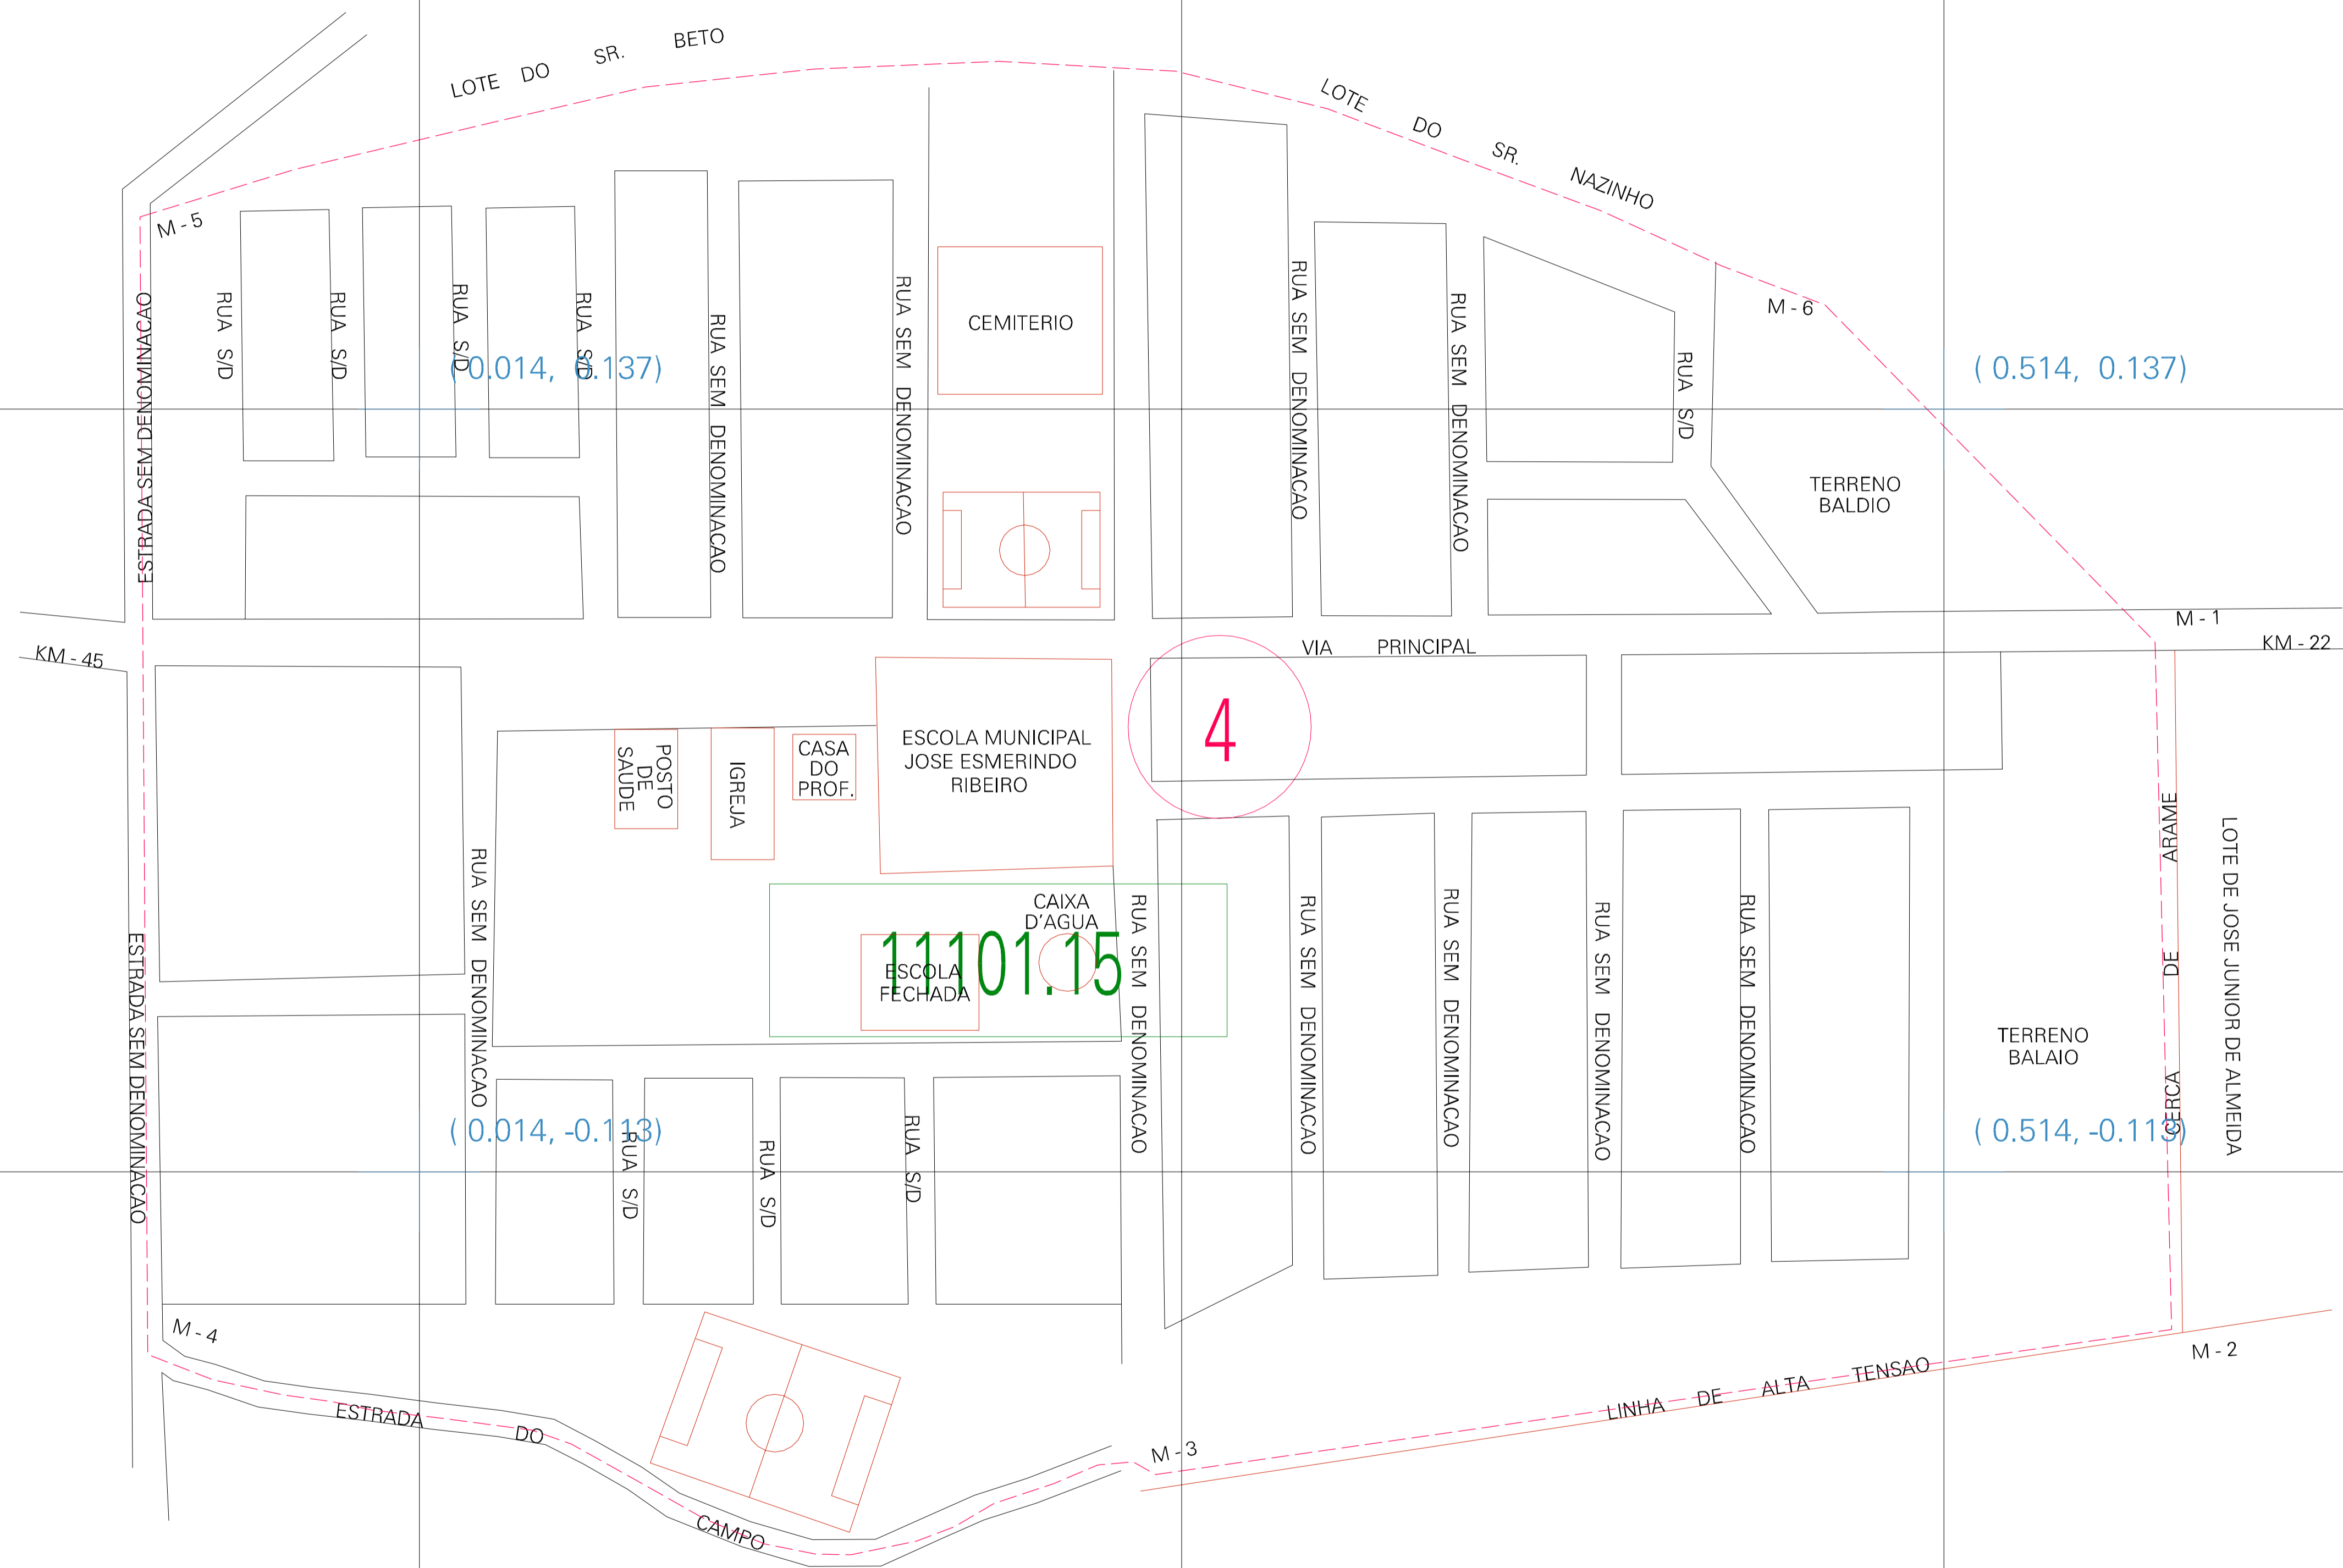 LOTE DO SR. BETO
LOTE DO SR. NAZINHO
M - 5
M - 6
ESTRADA SEM DENOMINACAO
RUA S/D
RUA S/D
RUA S/D
RUA S/D
RUA SEM DENOMINACAO
RUA SEM DENOMINACAO
CEMITERIO
RUA SEM DENOMINACAO
RUA SEM DENOMINACAO
RUA S/D
( 0.014, 0.137)
( 0.514, 0.137)
TERRENO
BALDIO
M - 1
KM - 45
VIA PRINCIPAL
KM - 22
4
ESCOLA MUNICIPAL
JOSE ESMERINDO
RIBEIRO
POSTO
DE
SAUDE
IGREJA
CASA
DO
PROF.
CERCA DE ARAME
LOTE DE JOSE JUNIOR DE ALMEIDA
CAIXA
D'AGUA
11101.15
ESCOLA
FECHADA
ESTRADA SEM DENOMINACAO
RUA SEM DENOMINACAO
RUA SEM DENOMINACAO
RUA SEM DENOMINACAO
RUA SEM DENOMINACAO
RUA SEM DENOMINACAO
RUA SEM DENOMINACAO
TERRENO
BALAIO
( 0.014, -0.113)
( 0.514, -0.113)
RUA S/D
RUA S/D
RUA S/D
M - 4
M - 2
M - 3
LINHA DE ALTA TENSAO
ESTRADA DO CAMPO